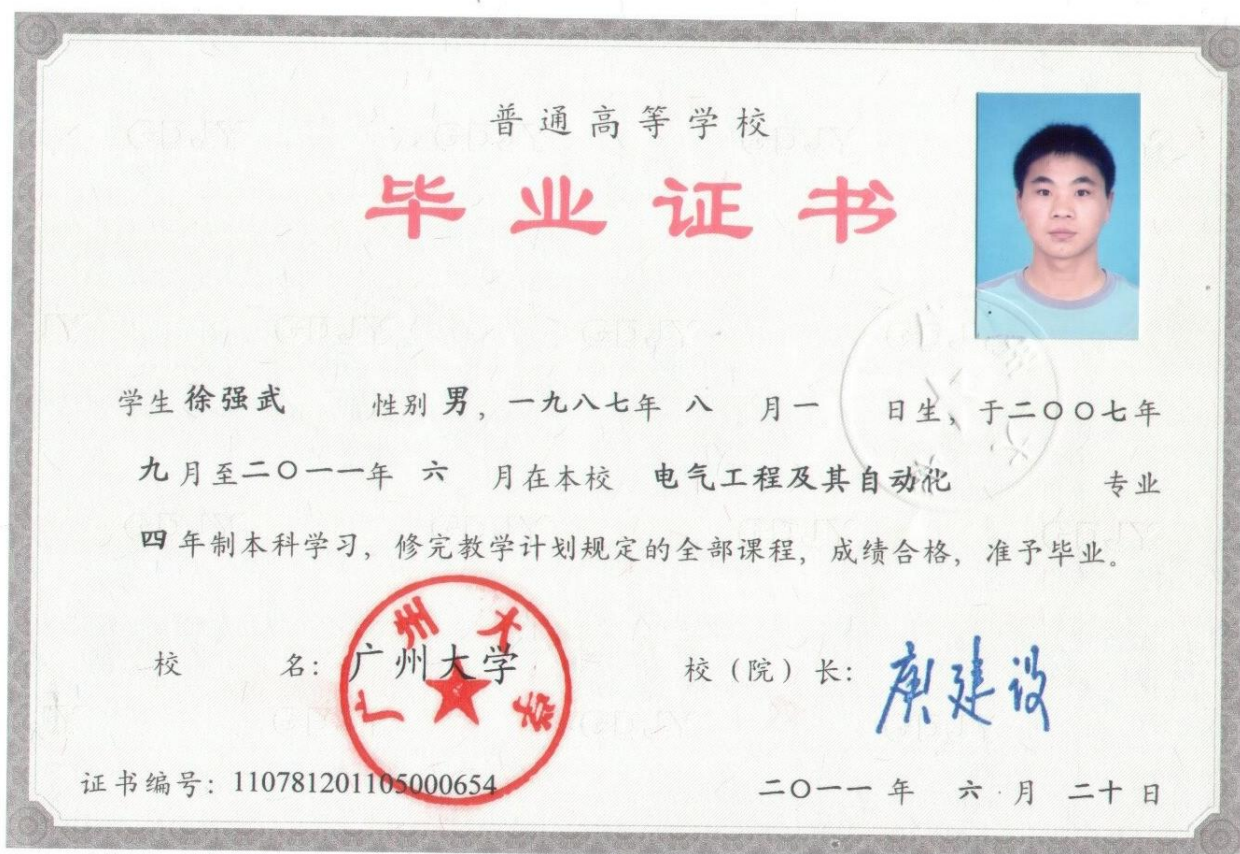 普通高等学校
毕业证书
学生 徐强武 性别 男，一九八七年 八 月一 日生，于二〇〇七年
九月至二〇一一年 六 月在本校 电气工程及其自动化 专业
四年制本科学习，修完教学计划规定的全部课程，成绩合格，准予毕业。
校 名：广州大学
广州大学
校（院）长：庾建设
证书编号：110781201105000654
二〇一一 年 六 月 二十 日